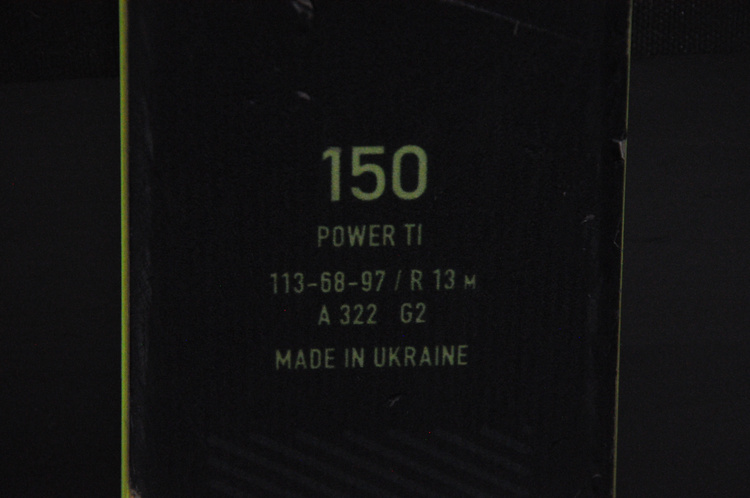 150
POWER TI
113-68-97 / R 13 M
A 322 G2
MADE IN UKRAINE